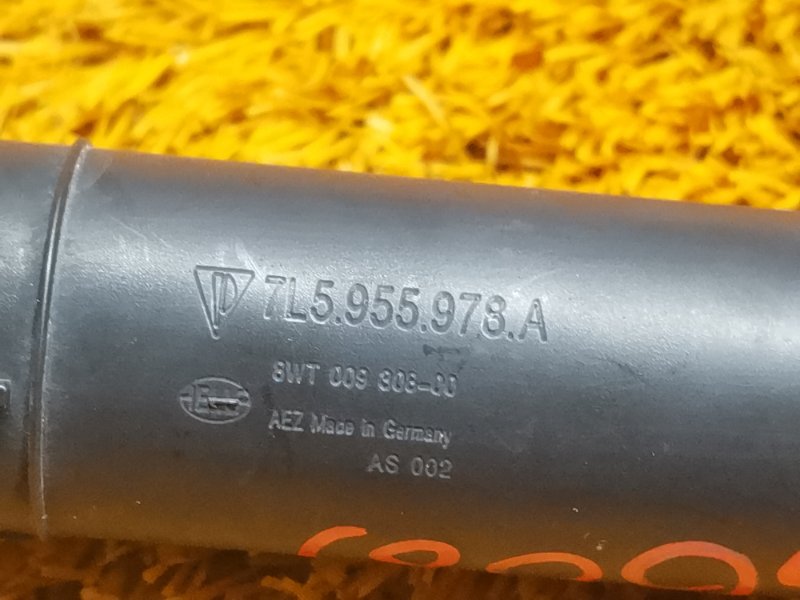 7L5.955.978.A
8WT 009 308-00
AEZ Made in Germany
AS 002